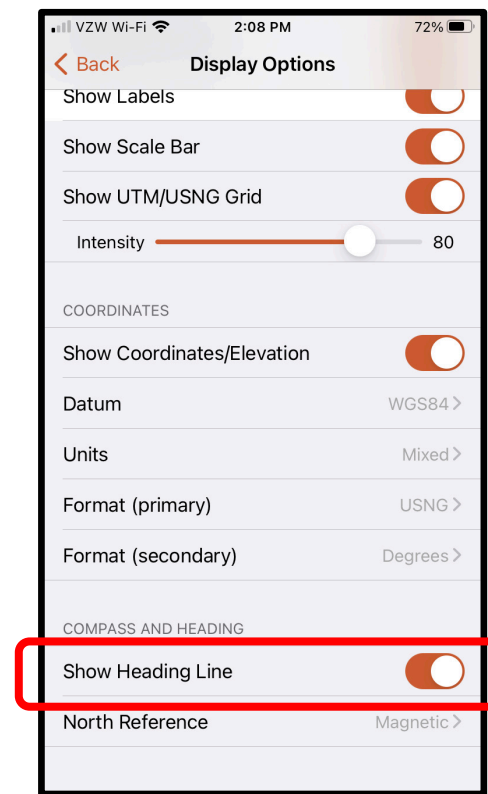 VZW Wi-Fi 2:08 PM 72%
Back Display Options
Show Labels
Show Scale Bar
Show UTM/USNG Grid
Intensity 80
COORDINATES
Show Coordinates/Elevation
Datum WGS84
Units Mixed
Format (primary) USNG
Format (secondary) Degrees
COMPASS AND HEADING
Show Heading Line
North Reference Magnetic